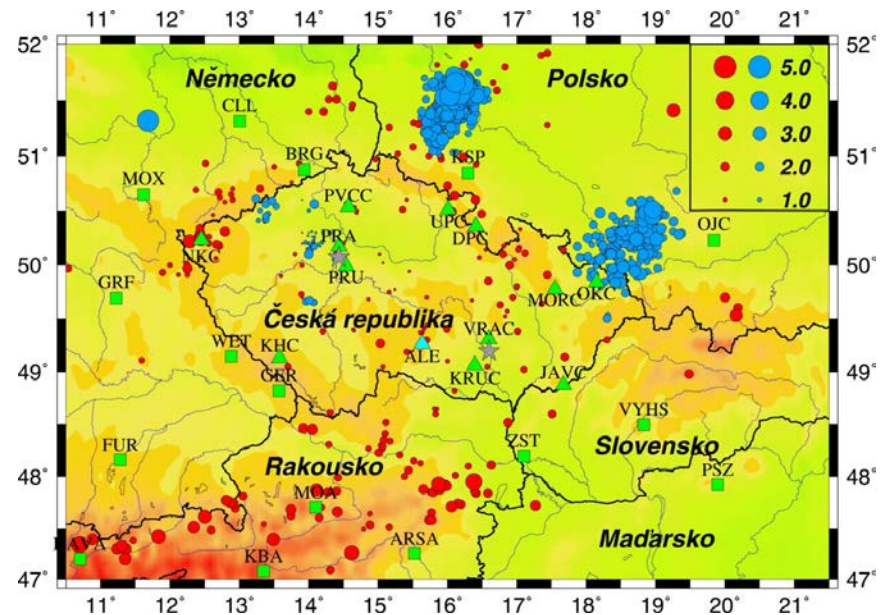 11° 12° 13° 14° 15° 16° 17° 18° 19° 20° 21°
52° 52°
Německo Polsko 5.0
CLL 4.0
3.0
51° BRG KSP 2.0 51°
MOX PVCC 1.0
UPC
DPC OJC
PRA
50° NKC 50°
PRU
GRF MORC OKC
Česká republika VRAC
WET KHC ALE
49° GER KRUC JAVC 49°
VYHS
FUR ZST Slovensko
Rakousko PSZ
48° 48°
MOA
ARSA Maďarsko
KBA
47° 47°
11° 12° 13° 14° 15° 16° 17° 18° 19° 20° 21°